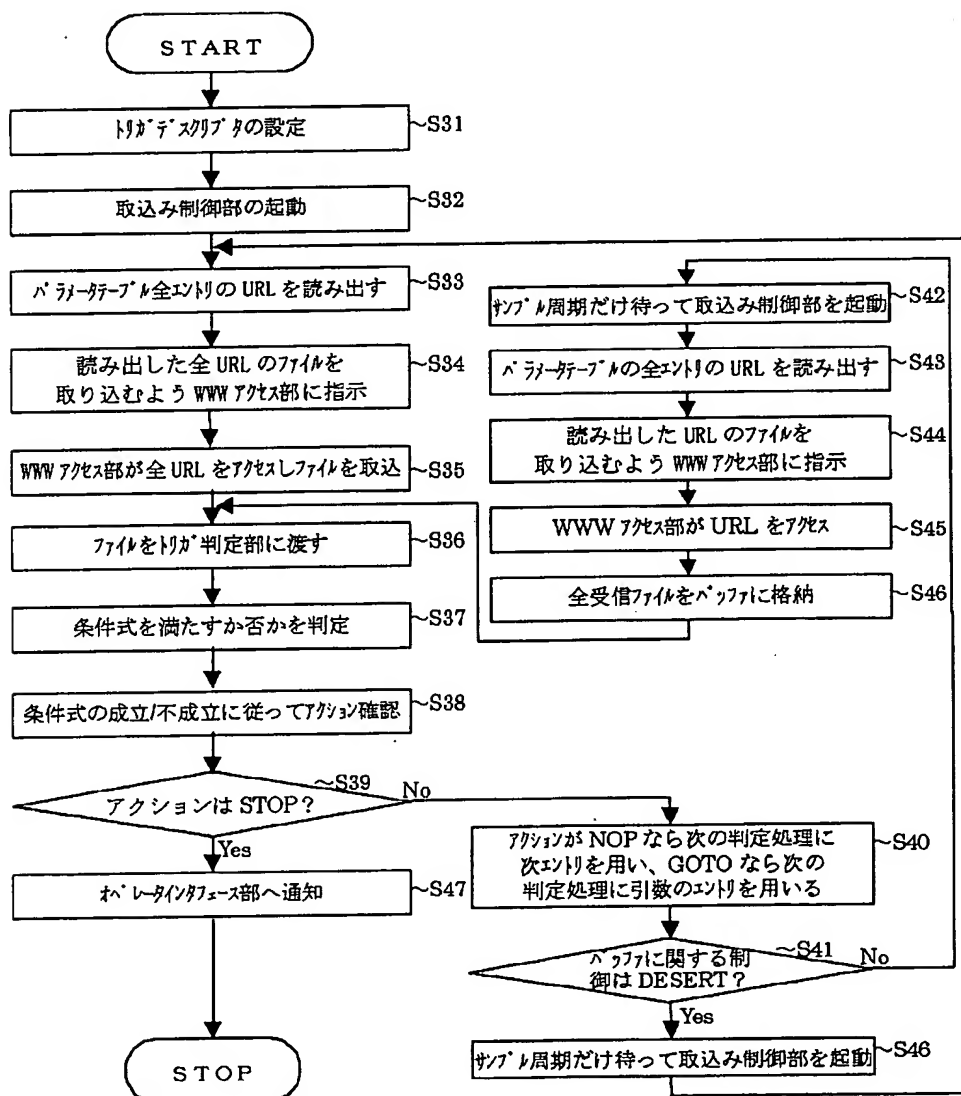 START
トリガデスクリプタの設定
~S31
取込み制御部の起動
~S32
パラメータテーブル全エントリの URL を読み出す
~S33
読み出した全 URL のファイルを
取り込むよう WWW アクセス部に指示
~S34
WWW アクセス部が全 URL をアクセスしファイルを取込
~S35
ファイルをトリガ判定部に渡す
~S36
条件式を満たすか否かを判定
~S37
条件式の成立/不成立に従ってアクション確認
~S38
~S39
アクションは STOP？
No
Yes
オペレータインタフェース部へ通知
~S47
STOP
サンプル周期だけ待って取込み制御部を起動
~S42
パラメータテーブルの全エントリの URL を読み出す
~S43
読み出した URL のファイルを
取り込むよう WWW アクセス部に指示
~S44
WWW アクセス部が URL をアクセス
~S45
全受信ファイルをバッファに格納
~S46
アクションが NOP なら次の判定処理に
次エントリを用い、GOTO なら次の
判定処理に引数のエントリを用いる
~S40
~S41
バッファに関する制
御は DESERT？
No
Yes
サンプル周期だけ待って取込み制御部を起動
~S46